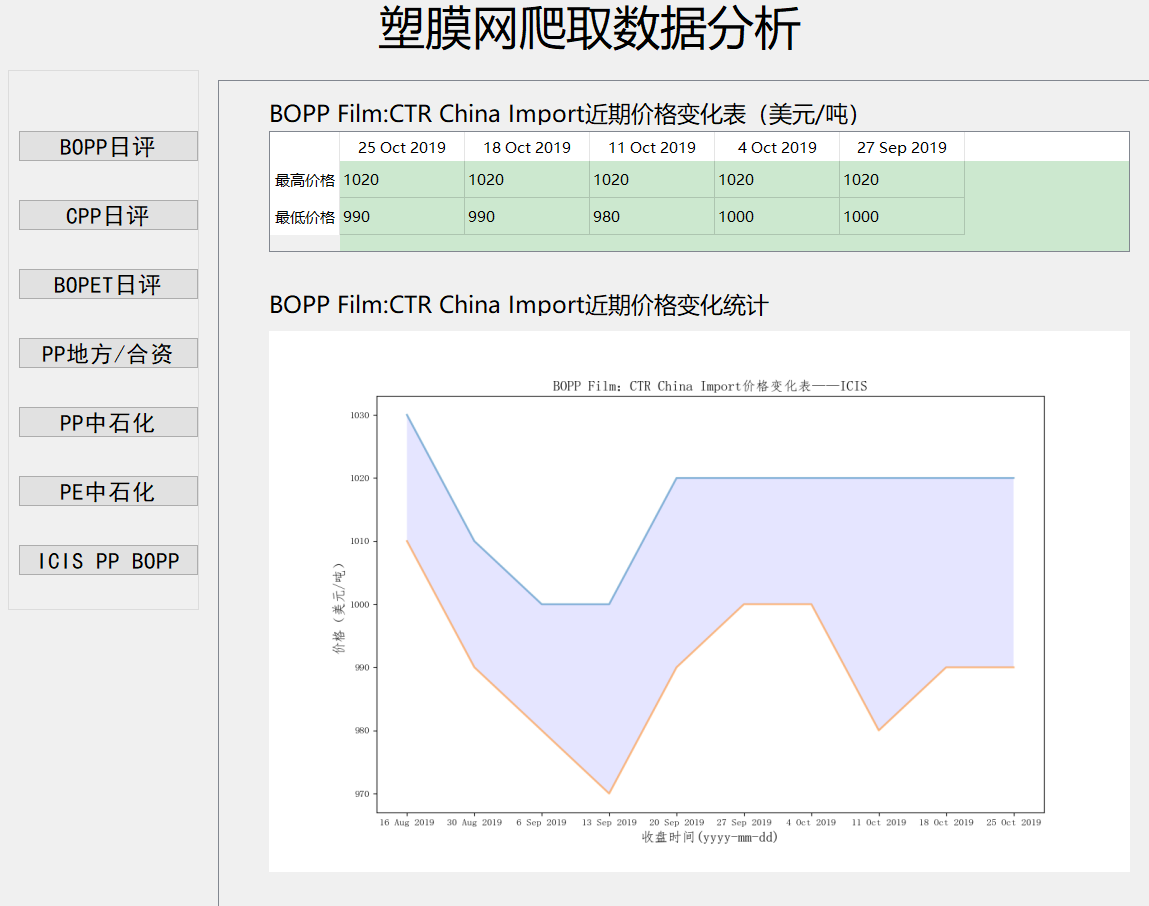 塑膜网爬取数据分析
BOPP日评
CPP日评
BOPET日评
PP地方/合资
PP中石化
PE中石化
ICIS PP BOPP
BOPP Film:CTR China Import近期价格变化表（美元/吨）
25 Oct 2019 18 Oct 2019 11 Oct 2019 4 Oct 2019 27 Sep 2019
最高价格 1020 1020 1020 1020 1020
最低价格 990 990 980 1000 1000
BOPP Film:CTR China Import近期价格变化统计
BOPP Film: CTR China Import价格变化表——ICIS
价格（美元/吨）
1030
1020
1010
1000
990
980
970
16 Aug 2019 30 Aug 2019 6 Sep 2019 13 Sep 2019 20 Sep 2019 27 Sep 2019 4 Oct 2019 11 Oct 2019 18 Oct 2019 25 Oct 2019
收盘时间(yyyy-mm-dd)